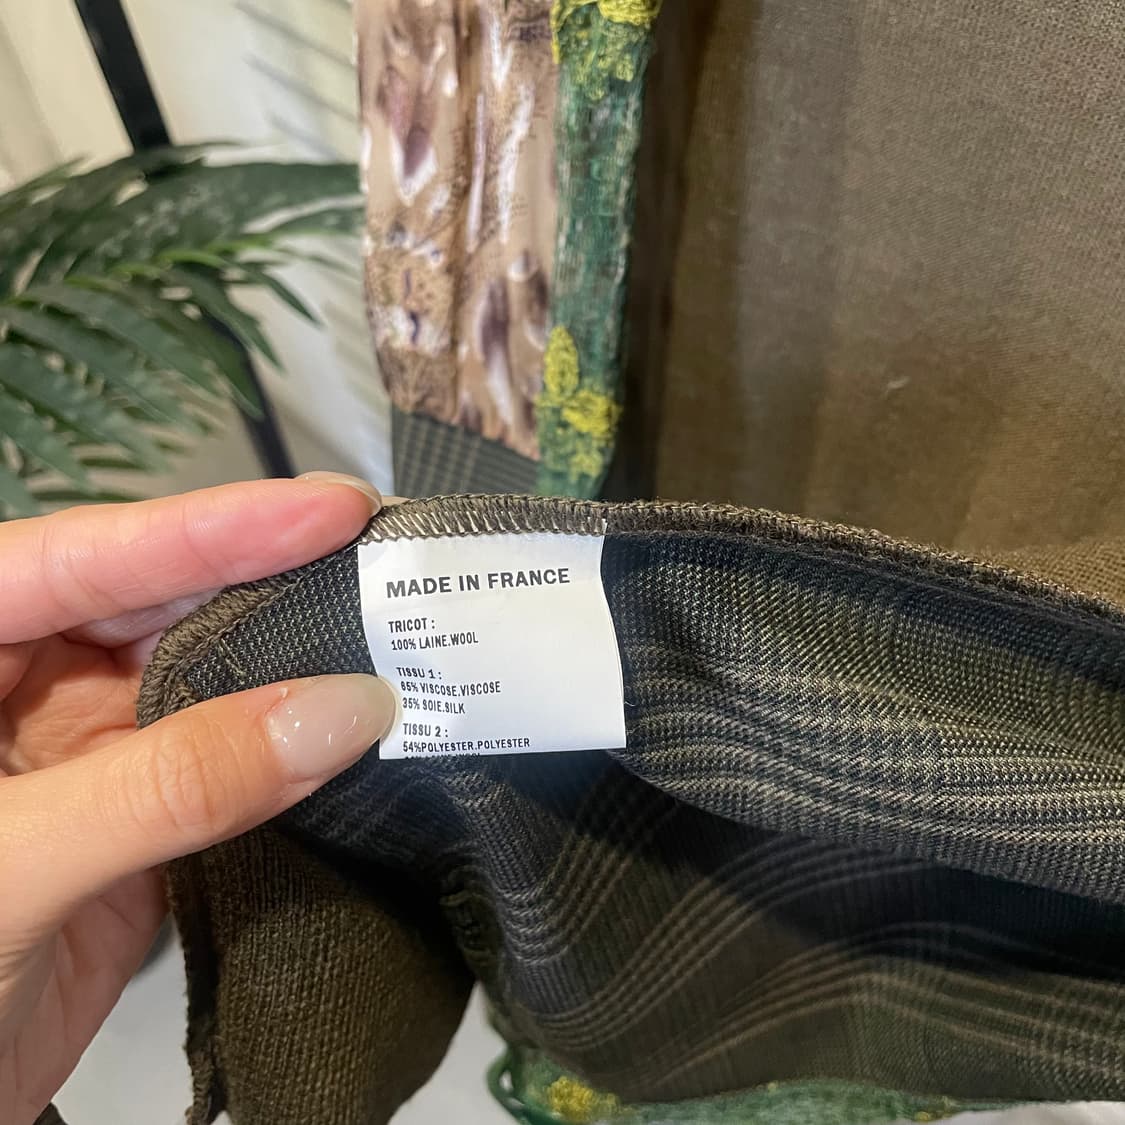 MADE IN FRANCE
TRICOT :
100% LAINE.WOOL
TISSU 1 :
65% VISCOSE.VISCOSE
35% SOIE.SILK
TISSU 2 :
54%POLYESTER.POLYESTER